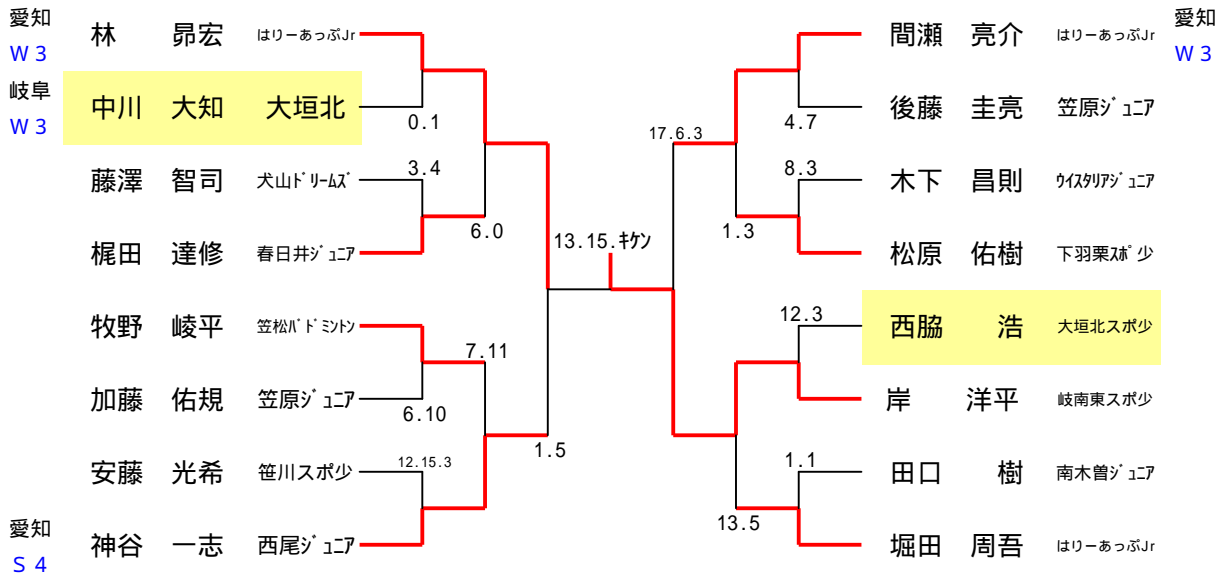 愛知
W 3
林 昴宏 はりーあっぷJr
岐阜
W 3
中川 大知 大垣北
0.1
藤澤 智司 犬山ﾄﾞﾘｰﾑｽﾞ
3.4
梶田 達修 春日井ｼﾞｭﾆｱ
6.0
牧野 崚平 笠松ﾊﾞﾄﾞﾐﾝﾄﾝ
7.11
加藤 佑規 笠原ｼﾞｭﾆｱ
6.10
安藤 光希 笹川スポ少
12.15.3
1.5
愛知
S 4
神谷 一志 西尾ｼﾞｭﾆｱ
13.15.ｷｹﾝ
間瀬 亮介 はりーあっぷJr
愛知
W 3
後藤 圭亮 笠原ｼﾞｭﾆｱ
4.7
17.6.3
木下 昌則 ｳｲｽﾀﾘｱｼﾞｭﾆｱ
8.3
1.3
松原 佑樹 下羽栗ｽﾎﾟ少
西脇 浩 大垣北スポ少
12.3
岸 洋平 岐南東スポ少
田口 樹 南木曽ｼﾞｭﾆｱ
1.1
13.5
堀田 周吾 はりーあっぷJr